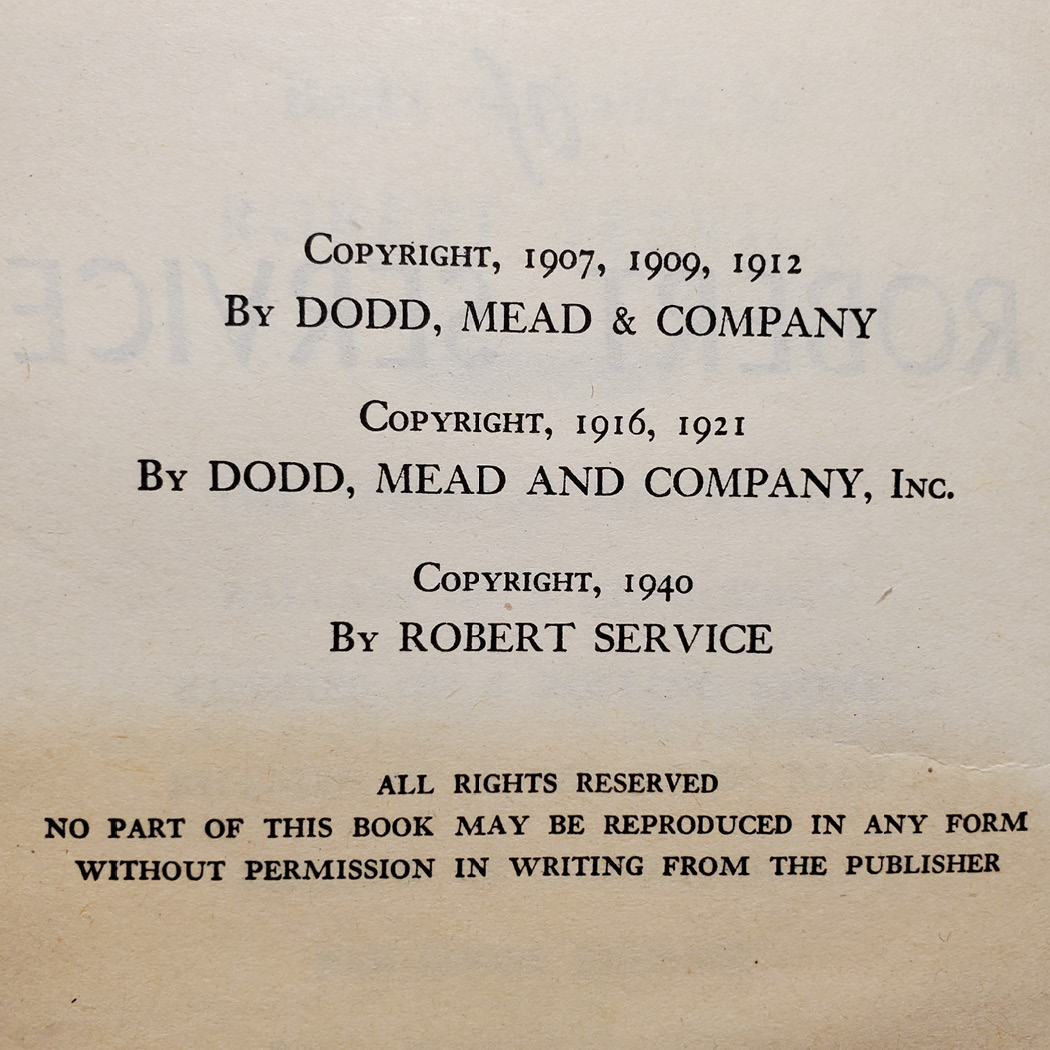 Copyright, 1907, 1909, 1912
By DODD, MEAD & COMPANY
Copyright, 1916, 1921
By DODD, MEAD AND COMPANY, Inc.
Copyright, 1940
By ROBERT SERVICE
ALL RIGHTS RESERVED
NO PART OF THIS BOOK MAY BE REPRODUCED IN ANY FORM
WITHOUT PERMISSION IN WRITING FROM THE PUBLISHER